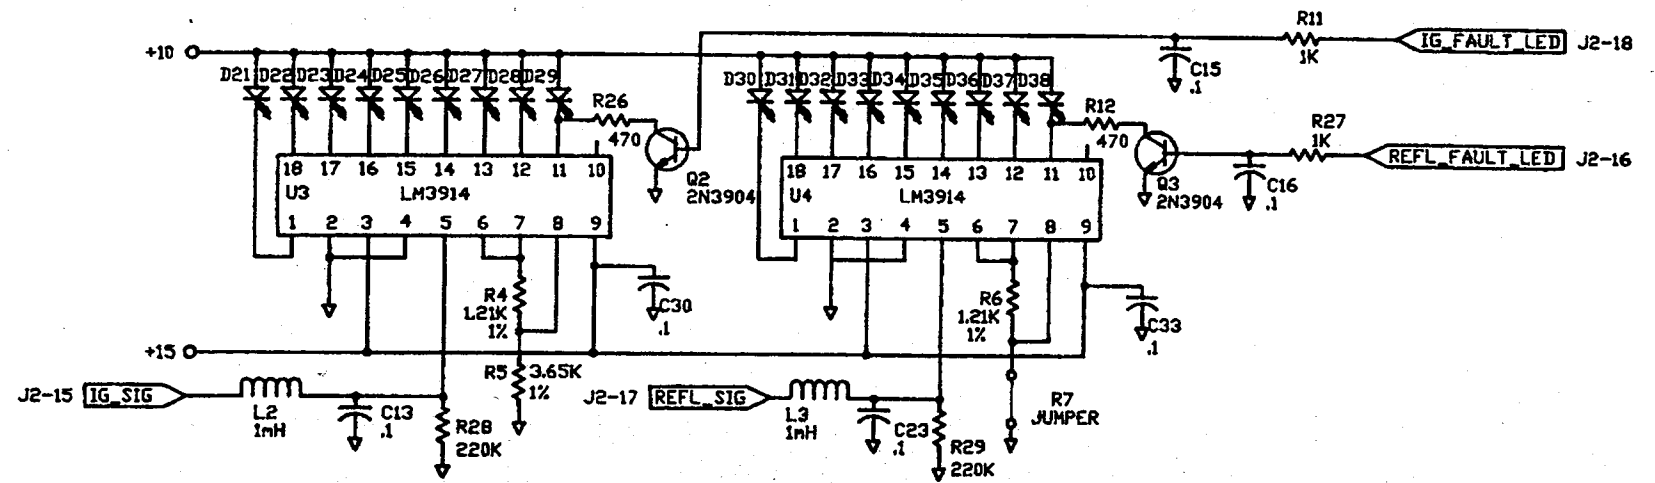 R11
IG_FAULT_LED J2-18
1K
+10
C15
.1
D21 D22 D23 D24 D25 D26 D27 D28 D29
D30 D31 D32 D33 D34 D35 D36 D37 D38
R26
470
R12
470
R27
1K
REFL_FAULT_LED J2-16
18 17 16 15 14 13 12 11 10
U3 LM3914
1 2 3 4 5 6 7 8 9
Q2
2N3904
18 17 16 15 14 13 12 11 10
U4 LM3914
1 2 3 4 5 6 7 8 9
Q3
2N3904
C16
.1
R4
1.21K
1%
C30
.1
R6
1.21K
1%
C33
.1
+15
R5 3.65K
1%
J2-15 IG_SIG
L2
1mH
C13
.1
R28
220K
J2-17 REFL_SIG
L3
1mH
C23
.1
R29
220K
R7
JUMPER